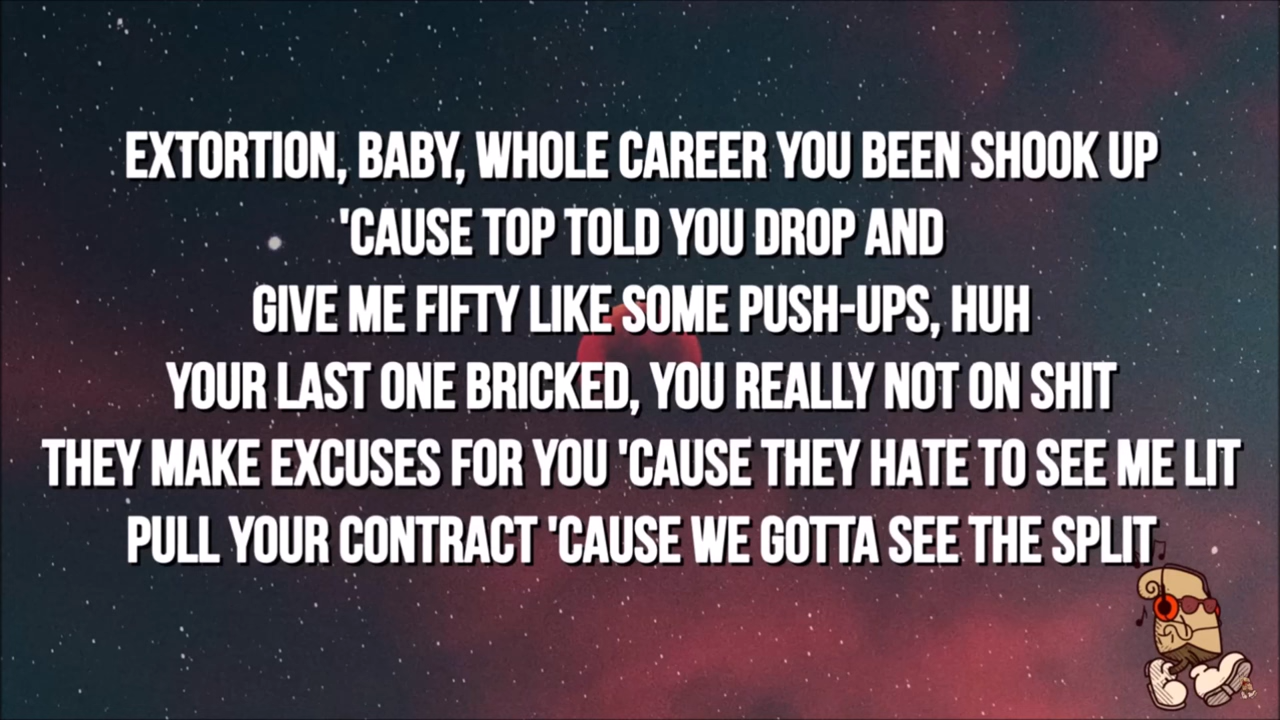 EXTORTION, BABY, WHOLE CAREER YOU BEEN SHOOK UP
'CAUSE TOP TOLD YOU DROP AND
GIVE ME FIFTY LIKE SOME PUSH-UPS, HUH
YOUR LAST ONE BRICKED, YOU REALLY NOT ON SHIT
THEY MAKE EXCUSES FOR YOU 'CAUSE THEY HATE TO SEE ME LIT
PULL YOUR CONTRACT 'CAUSE WE GOTTA SEE THE SPLIT